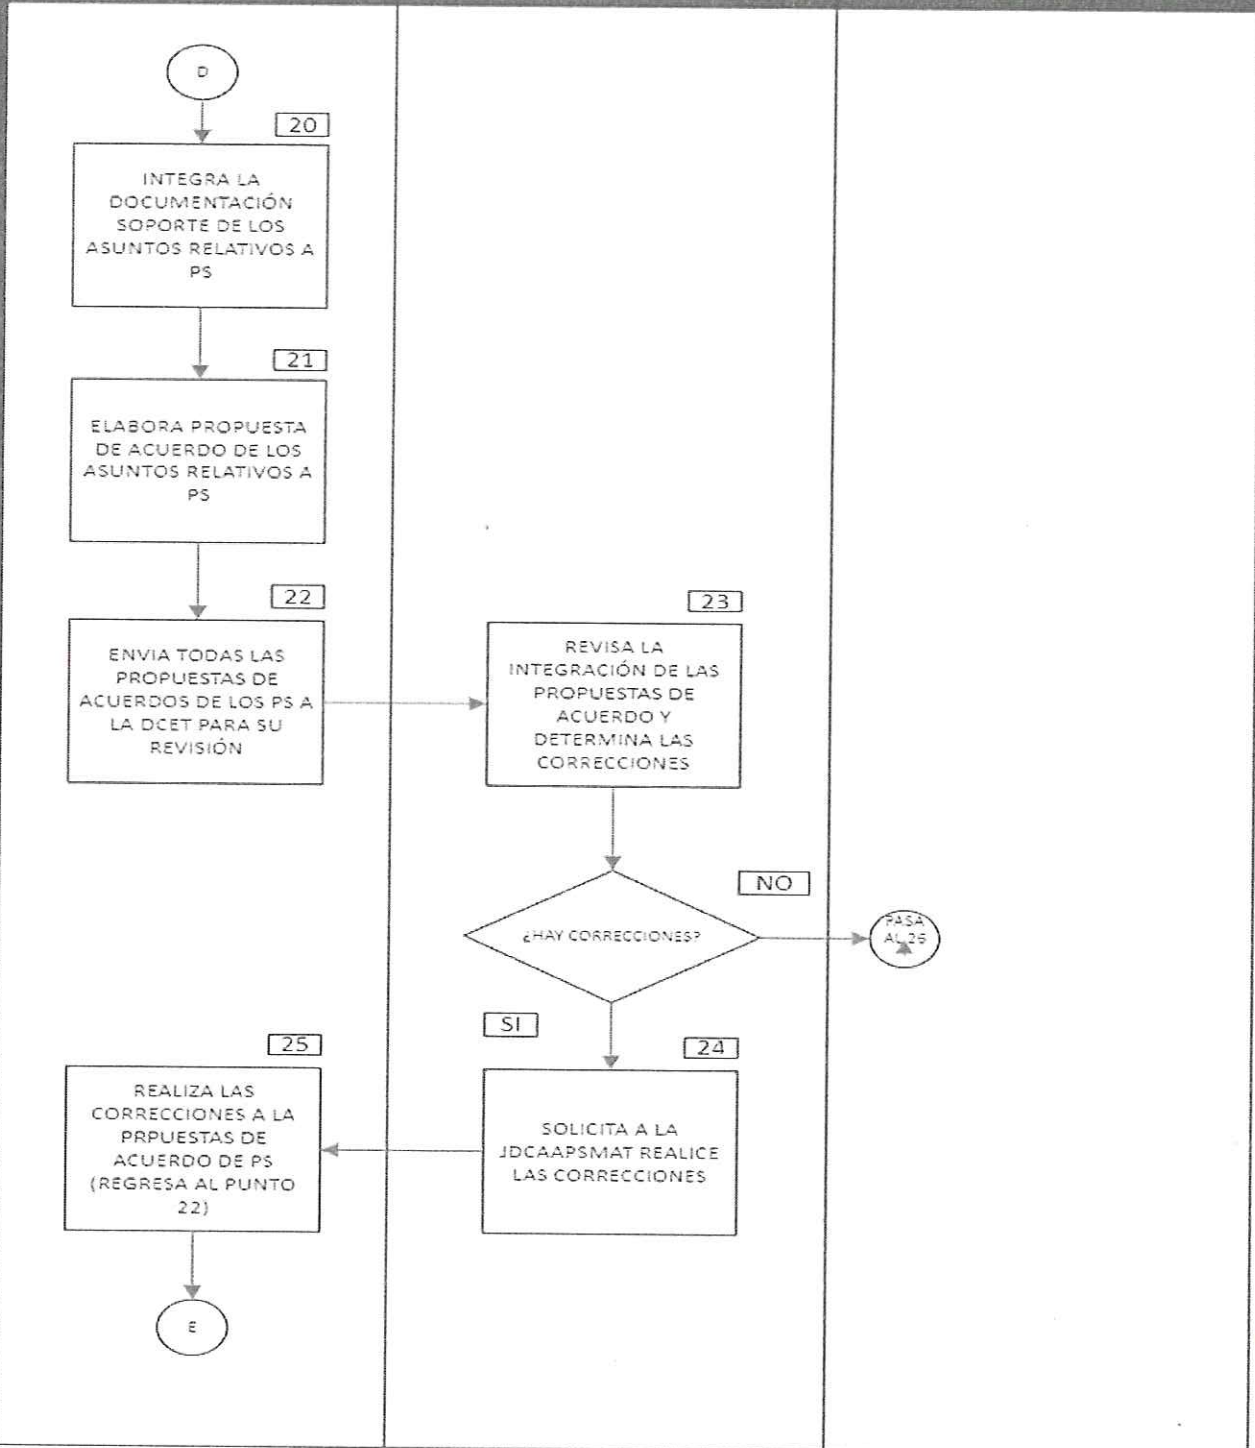 D
20
INTEGRA LA
DOCUMENTACIÓN
SOPORTE DE LOS
ASUNTOS RELATIVOS A
PS
21
ELABORA PROPUESTA
DE ACUERDO DE LOS
ASUNTOS RELATIVOS A
PS
22
ENVIA TODAS LAS
PROPUESTAS DE
ACUERDOS DE LOS PS A
LA DCET PARA SU
REVISIÓN
23
REVISA LA
INTEGRACIÓN DE LAS
PROPUESTAS DE
ACUERDO Y
DETERMINA LAS
CORRECCIONES
NO
¿HAY CORRECCIONES?
PASA
AL 26
SI
24
SOLICITA A LA
JDCAAPSMAT REALICE
LAS CORRECCIONES
25
REALIZA LAS
CORRECCIONES A LA
PRPUESTAS DE
ACUERDO DE PS
(REGRESA AL PUNTO
22)
E